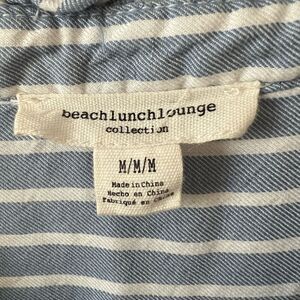 beachlunchlounge
collection
M/M/M
Made in China
Hecho en China
Fabriqué en Chine